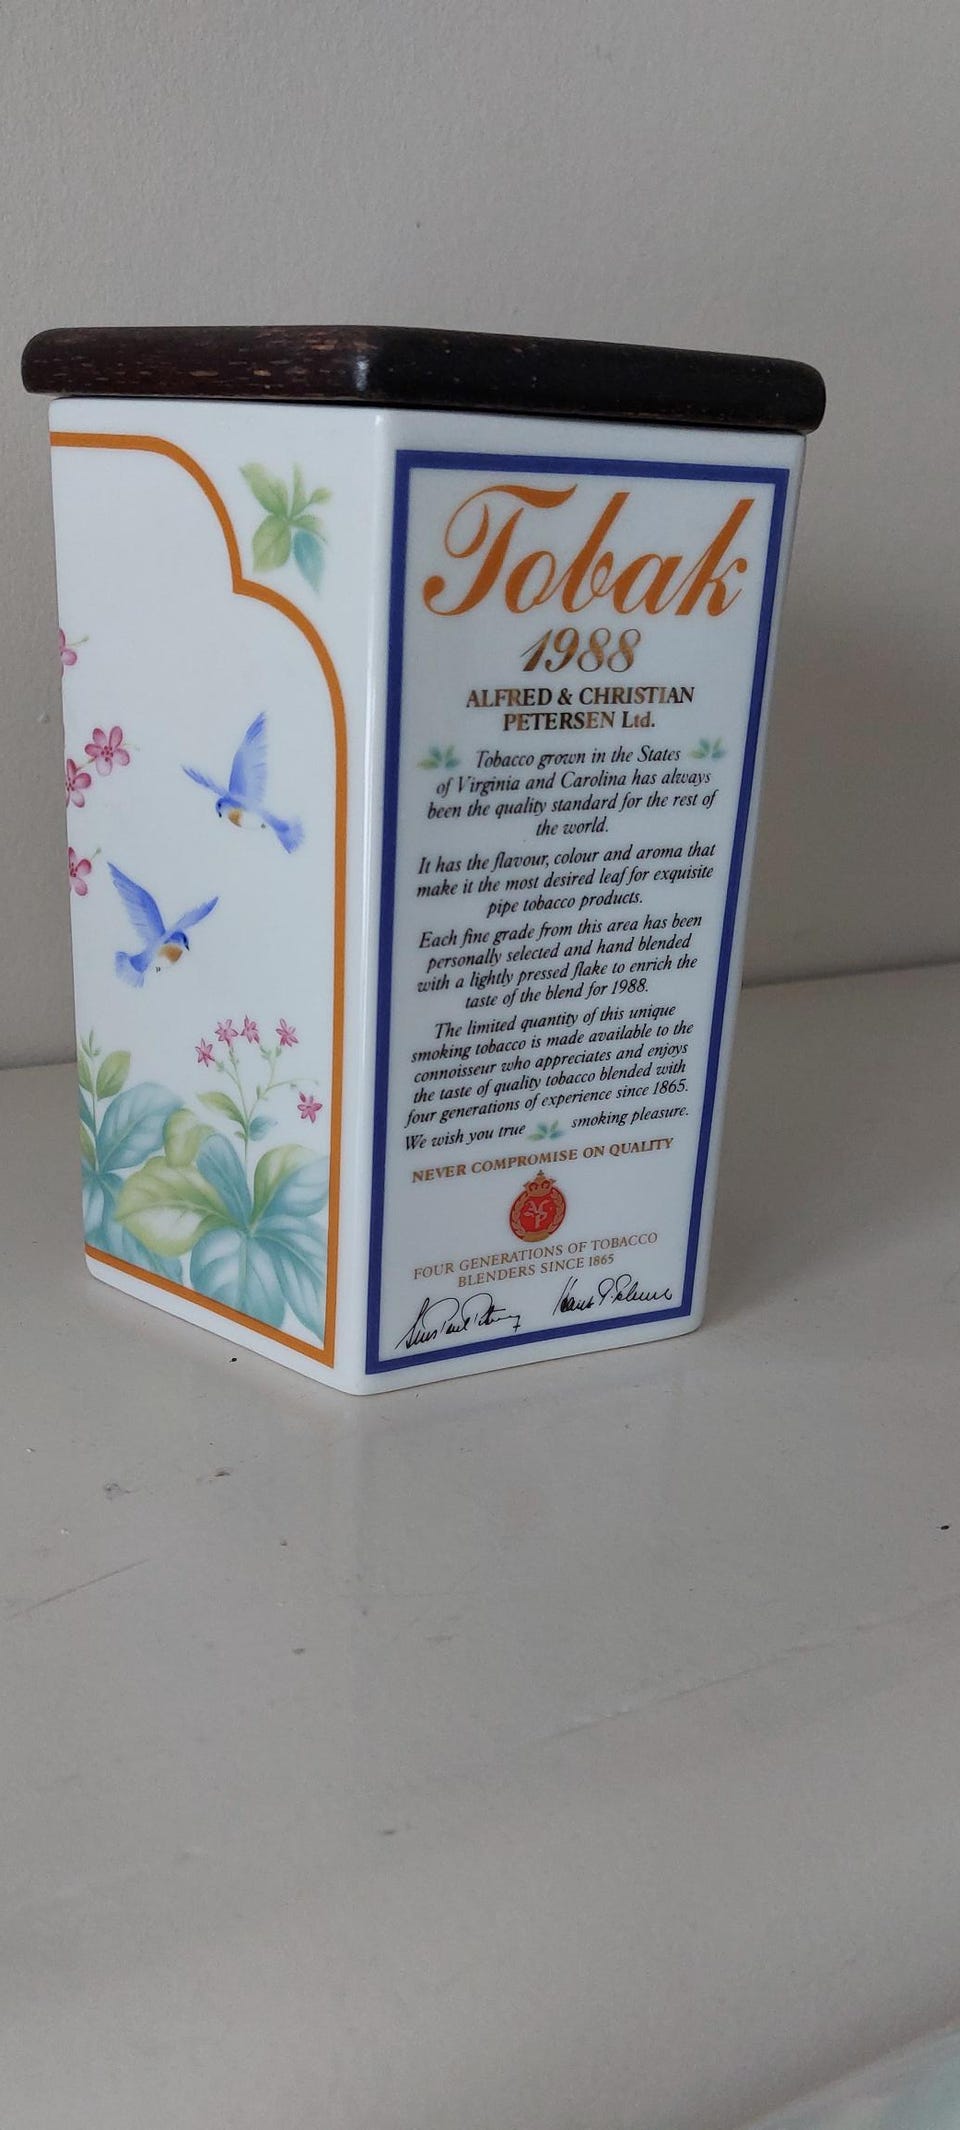 Tobak
1988
ALFRED & CHRISTIAN
PETERSEN Ltd.
Tobacco grown in the States
of Virginia and Carolina has always
been the quality standard for the rest of
the world.
It has the flavour, colour and aroma that
make it the most desired leaf for exquisite
pipe tobacco products.
Each fine grade from this area has been
personally selected and hand blended
with a lightly pressed flake to enrich the
taste of the blend for 1988.
The limited quantity of this unique
smoking tobacco is made available to the
connoisseur who appreciates and enjoys
the taste of quality tobacco blended with
four generations of experience since 1865.
We wish you true smoking pleasure.
NEVER COMPROMISE ON QUALITY
FOUR GENERATIONS OF TOBACCO
BLENDERS SINCE 1865